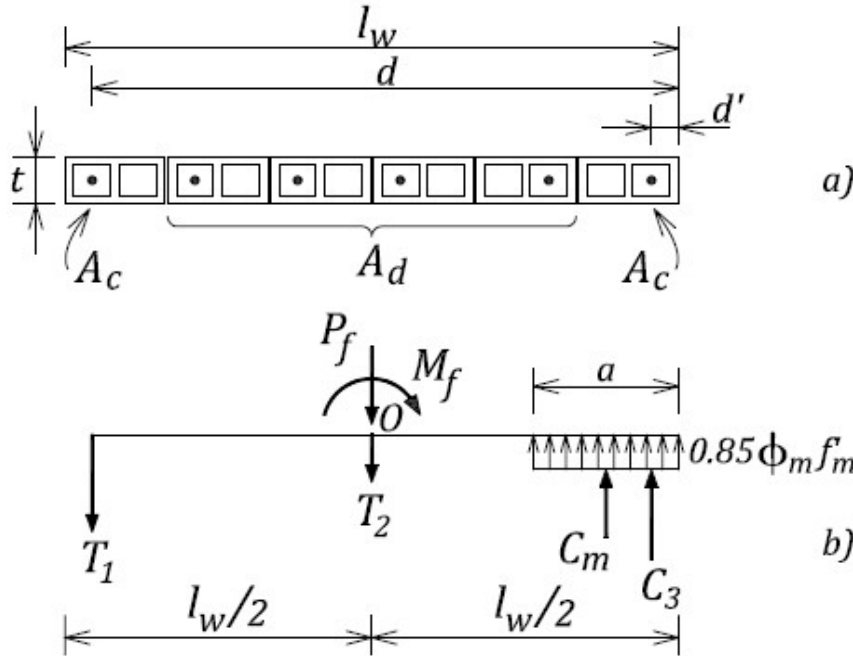 l_w
d
d'
t
a)
A_c
A_d
A_c
P_f
M_f
a
O
0.85ϕ_m f'_m
T_2
T_1
C_m
C_3
b)
l_w/2
l_w/2